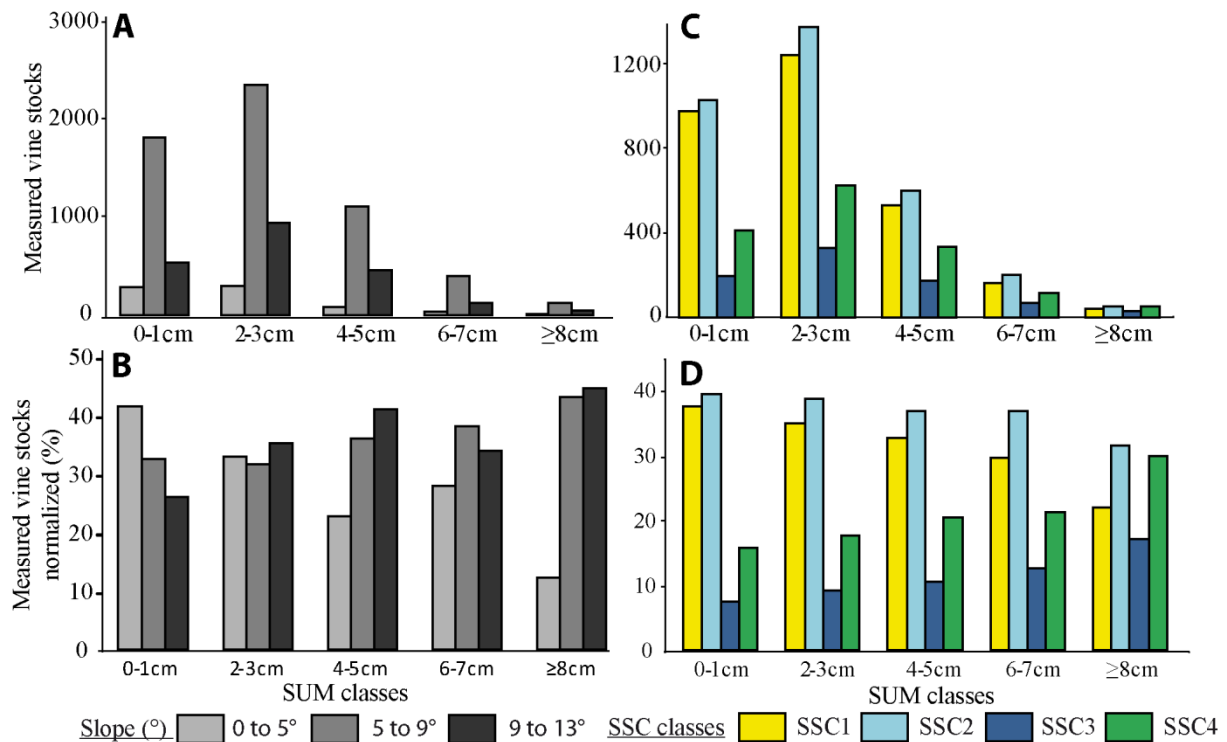 A
Measured vine stocks
3000
2000
1000
0
0-1cm 2-3cm 4-5cm 6-7cm ≥8cm
C
Measured vine stocks
1200
800
400
0
0-1cm 2-3cm 4-5cm 6-7cm ≥8cm
B
Measured vine stocks
normalized (%)
50
40
30
20
10
0
0-1cm 2-3cm 4-5cm 6-7cm ≥8cm
SUM classes
D
40
30
20
10
0
0-1cm 2-3cm 4-5cm 6-7cm ≥8cm
SUM classes
Slope (°) 0 to 5° 5 to 9° 9 to 13°
SSC classes SSC1 SSC2 SSC3 SSC4